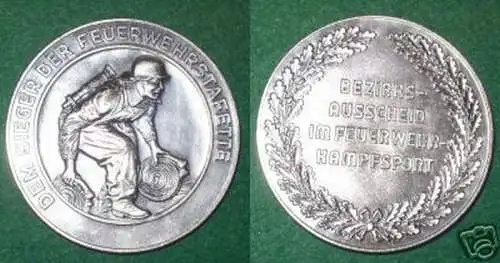 DEM SIEGER DER FEUERWEHRSTAFETTE
BEZIRKS-
AUSSCHEID
IM FEUERWEHR-
KAMPFSPORT